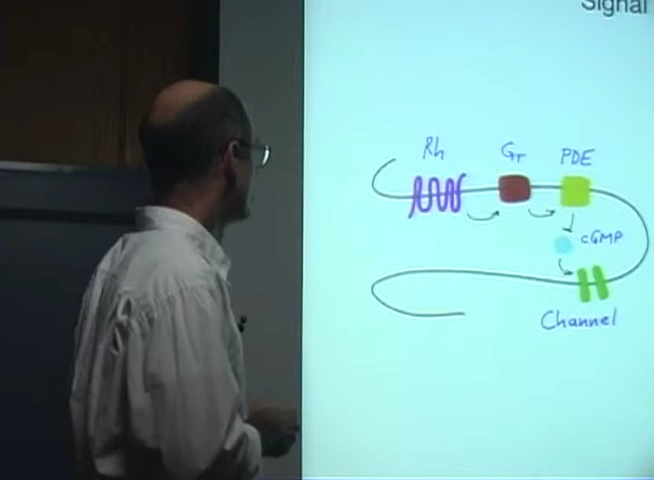 Signal
Rh
GT
PDE
cGMP
Channel